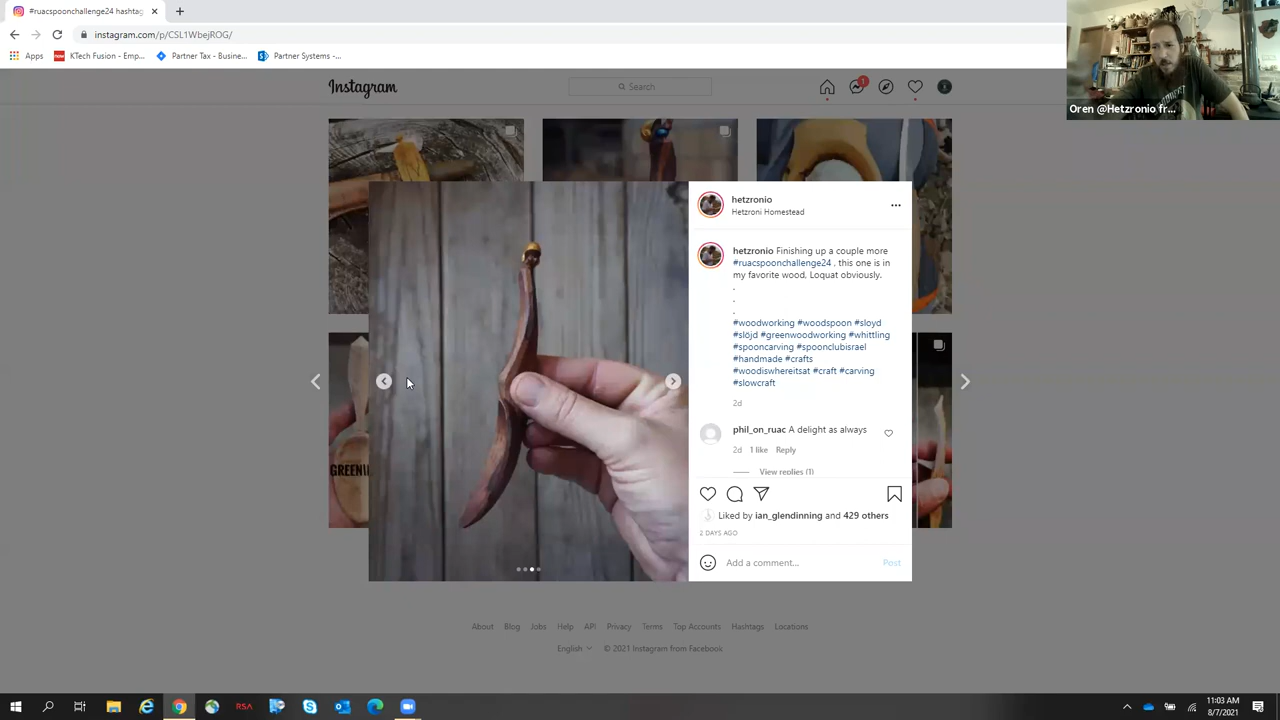 #ruacspoonchallenge24 hashtag
instagram.com/p/CSL1WbejROG/
Apps
KTech Fusion - Emp...
Partner Tax - Busine...
Partner Systems -...
Oren @Hetzronio fr...
Instagram
Search
1
hetzronio
Hetzroni Homestead
hetzronio Finishing up a couple more
#ruacspoonchallenge24 , this one is in
my favorite wood, Loquat obviously.
.
.
.
#woodworking #woodspoon #sloyd
#slöjd #greenwoodworking #whittling
#spooncarving #spoonclubisrael
#handmade #crafts
#woodiswhereitsat #craft #carving
#slowcraft
2d
phil_on_ruac A delight as always
2d 1 like Reply
View replies (1)
GREENI
Liked by ian_glendinning and 429 others
2 DAYS AGO
Add a comment...
Post
About Blog Jobs Help API Privacy Terms Top Accounts Hashtags Locations
English © 2021 Instagram from Facebook
RSA
11:03 AM
8/7/2021